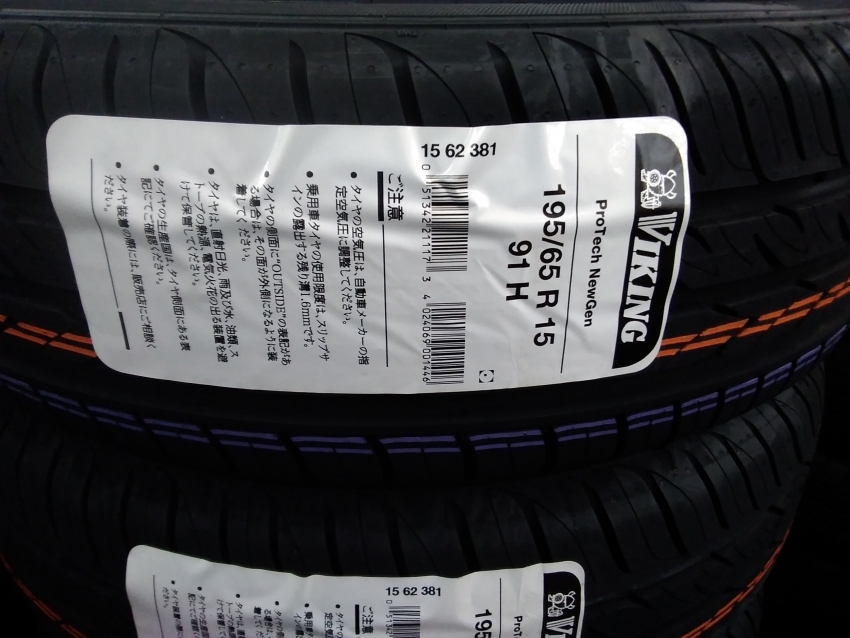 VIKING
ProTech NewGen
195/65 R 15
91 H
15 62 381
0 51342 21117 3
4 024069 001446
ご注意
• タイヤの空気圧は、自動車メーカーの指
定空気圧に調整してください。
• 乗用車タイヤの使用限度は、スリップサ
インの露出する残り溝1.6mmです。
• タイヤの側面に"OUTSIDE"の表記があ
る場合は、その面が外側になるように装
着してください。
• タイヤは、直射日光、雨及び水、油類、ス
トーブの熱道、電気火花の出る装置を避
けて保管してください。
• タイヤの生産国は、タイヤ側面にある表
記にてご確認ください。
• タイヤ装着の際には、販売店にご相談く
ださい。
VIKING
ProTech
195
15 62 381
ご注意